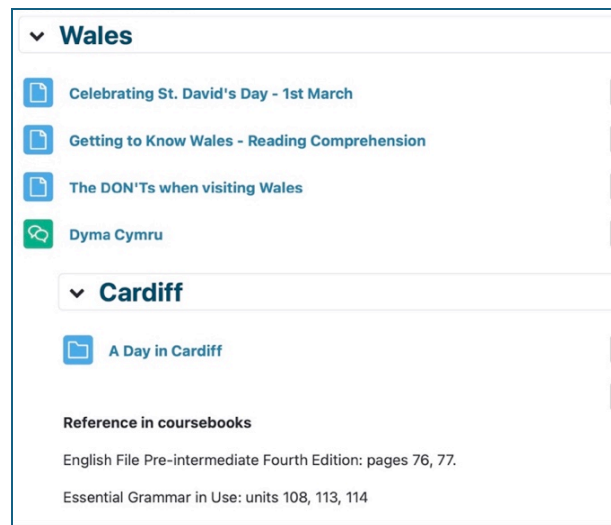 Wales
Celebrating St. David's Day - 1st March
Getting to Know Wales - Reading Comprehension
The DON'Ts when visiting Wales
Dyma Cymru
Cardiff
A Day in Cardiff
Reference in coursebooks
English File Pre-intermediate Fourth Edition: pages 76, 77.
Essential Grammar in Use: units 108, 113, 114